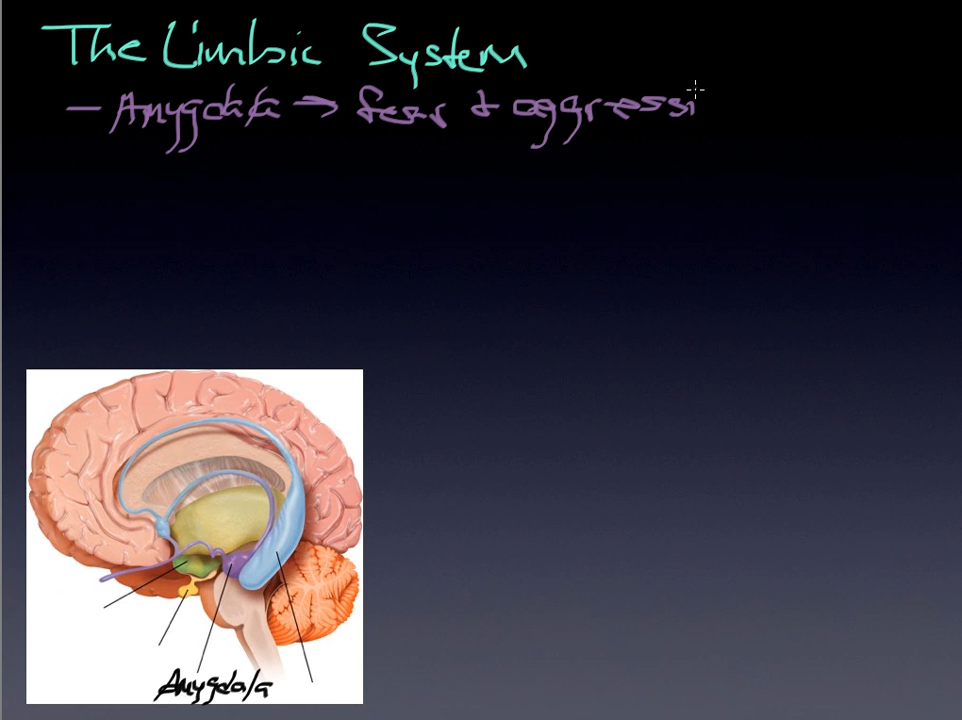 The Limbic System
- Amygdala → fear + aggressi
Amygdala